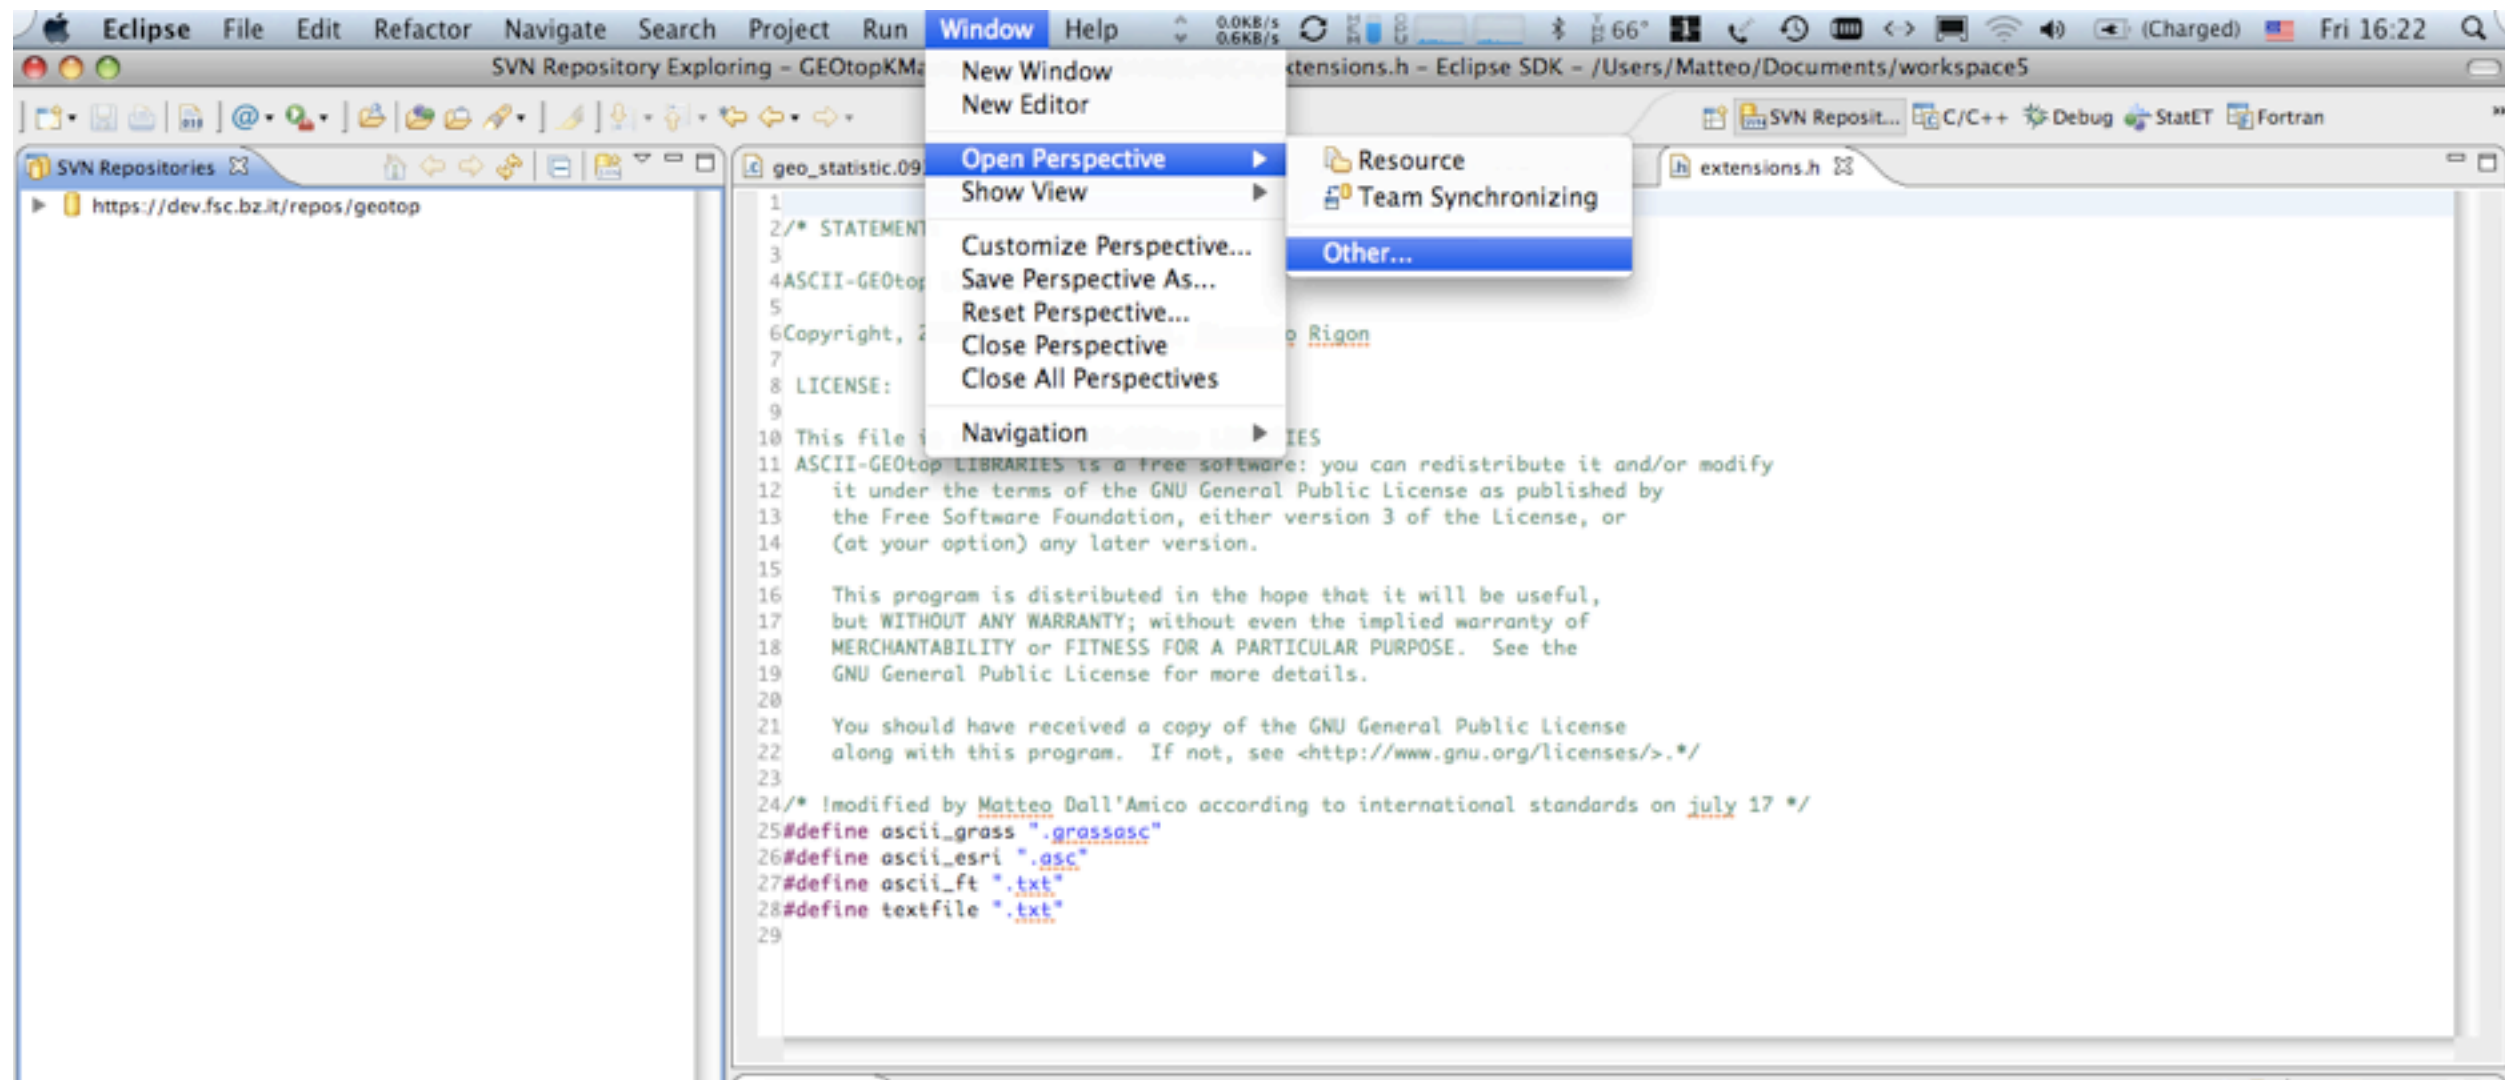 Eclipse File Edit Refactor Navigate Search Project Run Window Help 0.0KB/s 0.6KB/s 66° (Charged) Fri 16:22
SVN Repository Exploring – GEOtopKMa tensions.h – Eclipse SDK – /Users/Matteo/Documents/workspace5
New Window
New Editor
SVN Reposit... C/C++ Debug StatET Fortran
SVN Repositories
geo_statistic.09
extensions.h
Open Perspective
Show View
Customize Perspective...
Save Perspective As...
Reset Perspective...
Close Perspective
Close All Perspectives
Navigation
Resource
Team Synchronizing
Other...
https://dev.fsc.bz.it/repos/geotop
1
2 /* STATEMENT
3
4 ASCII-GEOtop
5
6 Copyright, Rigon
7
8 LICENSE:
9
10 This file i IES
11 ASCII-GEOtop LIBRARIES is a free software: you can redistribute it and/or modify
12 it under the terms of the GNU General Public License as published by
13 the Free Software Foundation, either version 3 of the License, or
14 (at your option) any later version.
15
16 This program is distributed in the hope that it will be useful,
17 but WITHOUT ANY WARRANTY; without even the implied warranty of
18 MERCHANTABILITY or FITNESS FOR A PARTICULAR PURPOSE. See the
19 GNU General Public License for more details.
20
21 You should have received a copy of the GNU General Public License
22 along with this program. If not, see <http://www.gnu.org/licenses/>.*/
23
24 /* !modified by Matteo Dall'Amico according to international standards on july 17 */
25 #define ascii_grass ".grassasc"
26 #define ascii_esri ".asc"
27 #define ascii_ft ".txt"
28 #define textfile ".txt"
29